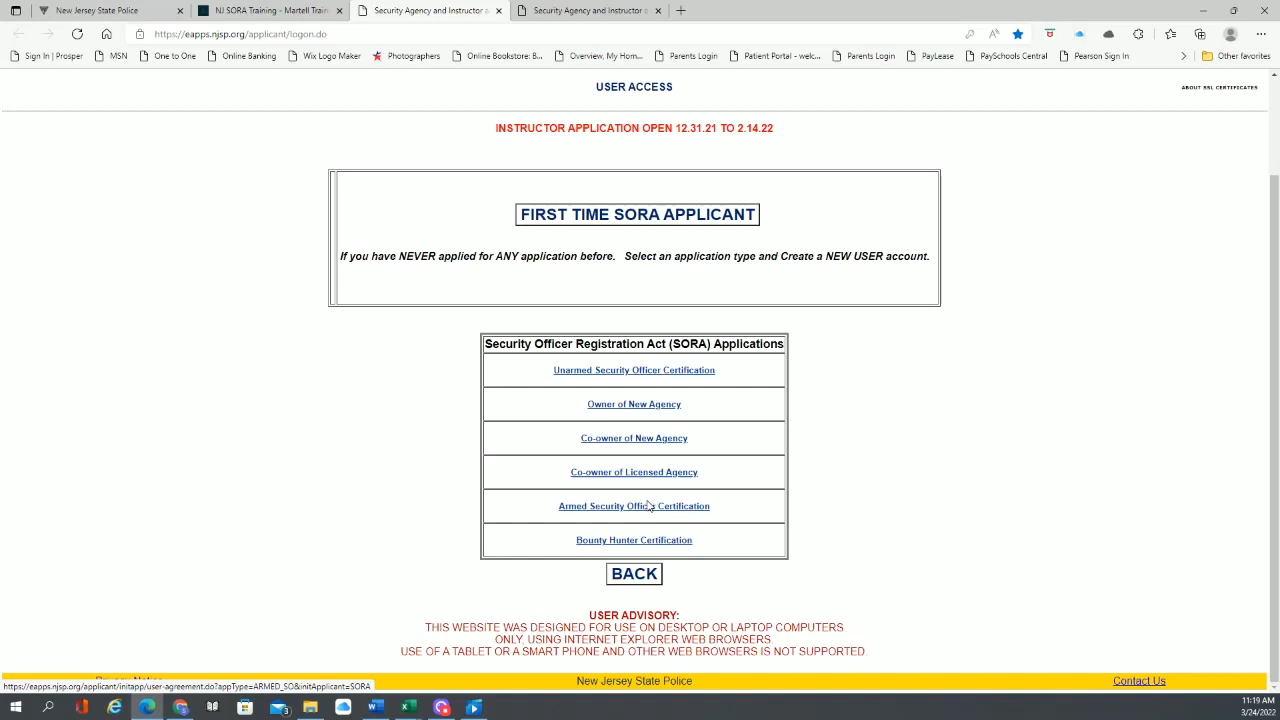 New Jersey State Police
NJ SORA Training - Martell Train
Security Agency and Instructor a
Security Agency and Instructor a
https://eapps.njsp.org/applicant/logon.do
Sign In | Prosper
MSN
One to One
Banking
Wix Logo Maker
Photographers
Extended outlook
Overview, My Hom...
Parents Login
Patient Portal - welc...
Parents Login
PayLease
PaySchools Central
Pearson Sign In
Other favorites
USER ACCESS
ABOUT SSL CERTIFICATES
INSTRUCTOR APPLICATION OPEN 12.31.21 TO 2.14.22
FIRST TIME SORA APPLICANT
If you have NEVER applied for ANY application before. Select an application type and Create a NEW USER account.
Security Officer Registration Act (SORA) Applications
Unarmed Security Officer Certification
Owner of New Agency
Co-owner of New Agency
Co-owner of Licensed Agency
Armed Security Officer Certification
Bounty Hunter Certification
BACK
USER ADVISORY:
THIS WEBSITE WAS DESIGNED FOR USE ON DESKTOP OR LAPTOP COMPUTERS
ONLY, USING INTERNET EXPLORER WEB BROWSERS.
USE OF A TABLET OR A SMART PHONE AND OTHER WEB BROWSERS IS NOT SUPPORTED.
Privacy Notice
New Jersey State Police
Contact Us
https://eapps.njsp.org/applicant/initapp/user-agreement.do?appType=ARMED_SO&initApplicant=SORA
11:19 AM
3/24/2022